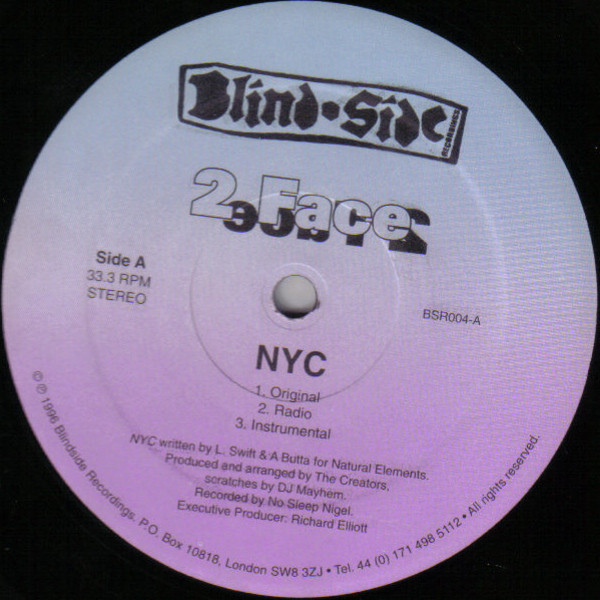 Blind•Side
RECORDINGS
2 Face
2 Face
Side A
33.3 RPM
STEREO
BSR004-A
NYC
1. Original
2. Radio
3. Instrumental
NYC written by L. Swift & A Butta for Natural Elements.
Produced and arranged by The Creators,
scratches by DJ Mayhem.
Recorded by No Sleep Nigel.
Executive Producer: Richard Elliott
© ℗ 1996 Blindside Recordings. P.O. Box 10818, London SW8 3ZJ • Tel. 44 (0) 171 498 5112 • All rights reserved.